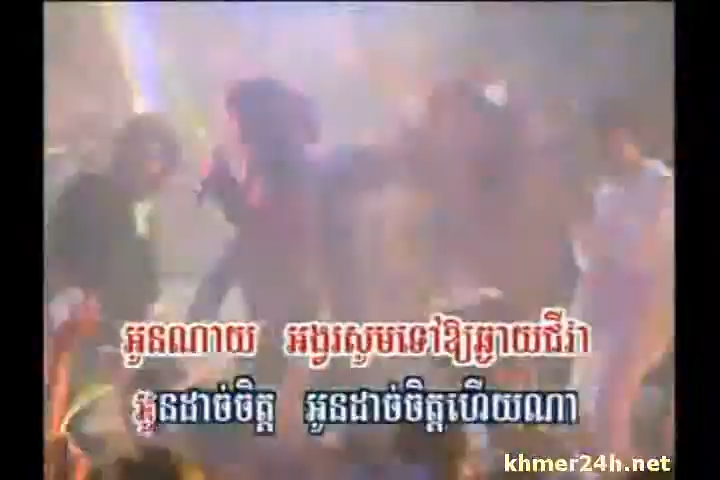 អូនណាយ អង្វរសូមទៅឱ្យឆ្ងាយជីវា
អូនដាច់ចិត្ត អូនដាច់ចិត្តហើយណា
khmer24h.net